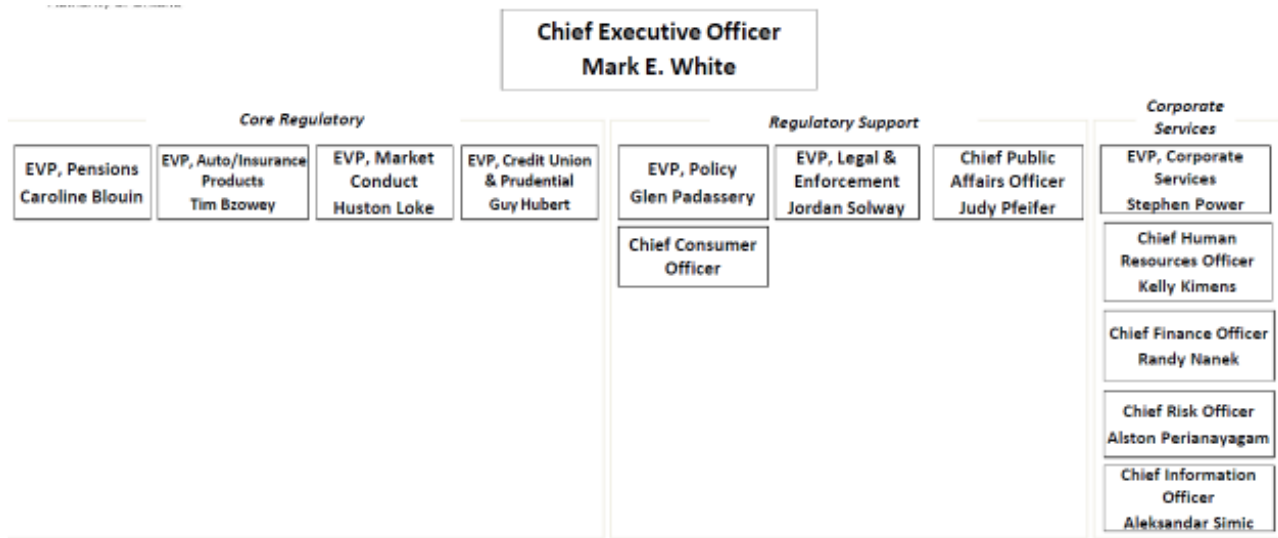 Chief Executive Officer
Mark E. White
Core Regulatory
Regulatory Support
Corporate
Services
EVP, Pensions
Caroline Blouin
EVP, Auto/Insurance
Products
Tim Bzowey
EVP, Market
Conduct
Huston Loke
EVP, Credit Union
& Prudential
Guy Hubert
EVP, Policy
Glen Padassery
EVP, Legal &
Enforcement
Jordan Solway
Chief Public
Affairs Officer
Judy Pfeifer
EVP, Corporate
Services
Stephen Power
Chief Consumer
Officer
Chief Human
Resources Officer
Kelly Kimens
Chief Finance Officer
Randy Nanek
Chief Risk Officer
Alston Perianayagam
Chief Information
Officer
Aleksandar Simic